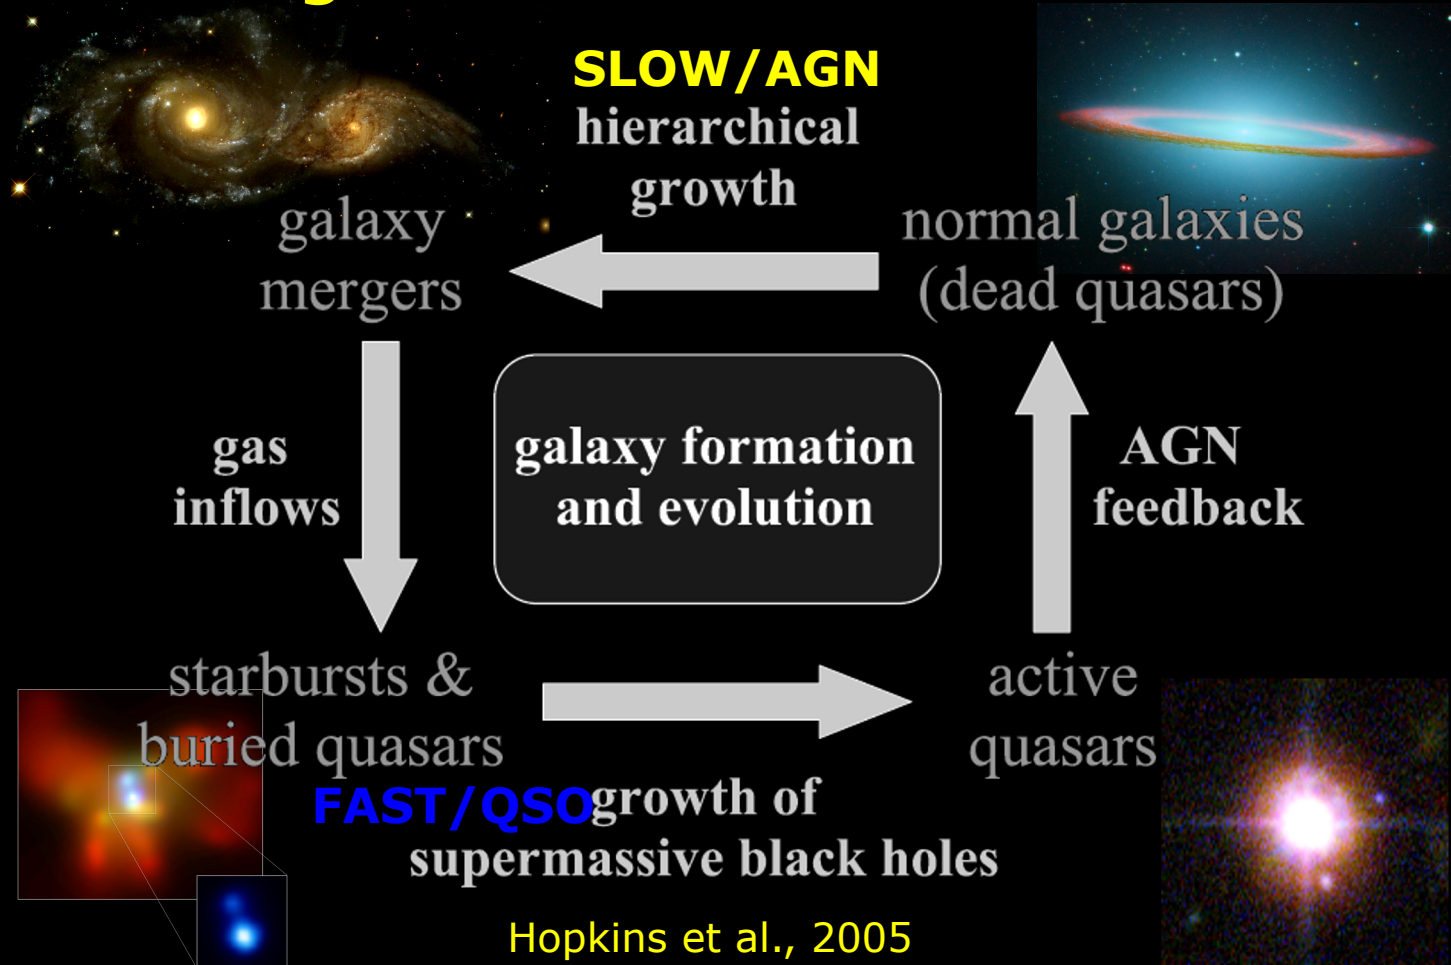 SLOW/AGN
hierarchical
growth
galaxy
mergers
normal galaxies
(dead quasars)
gas
inflows
galaxy formation
and evolution
AGN
feedback
starbursts &
buried quasars
active
quasars
FAST/QSO
growth of
supermassive black holes
Hopkins et al., 2005